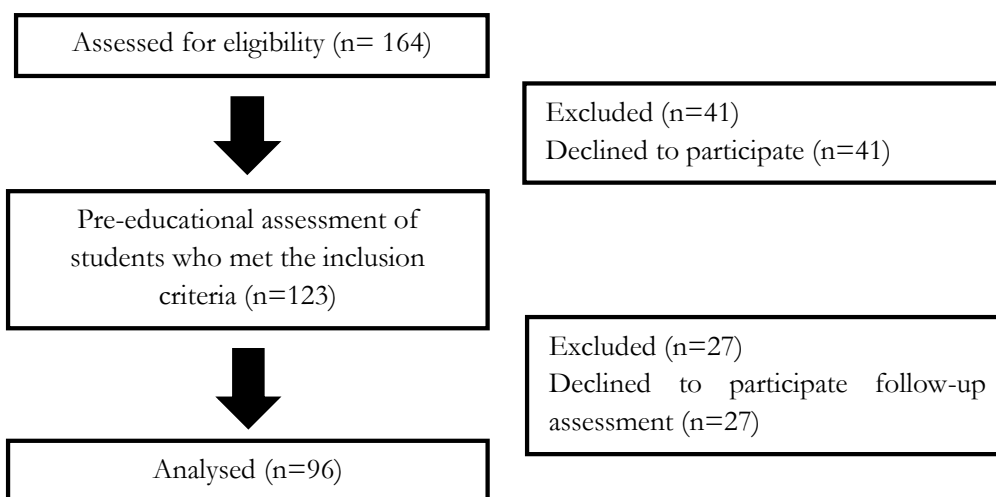 Assessed for eligibility (n= 164)
Excluded (n=41)
Declined to participate (n=41)
Pre-educational assessment of
students who met the inclusion
criteria (n=123)
Excluded (n=27)
Declined to participate follow-up
assessment (n=27)
Analysed (n=96)